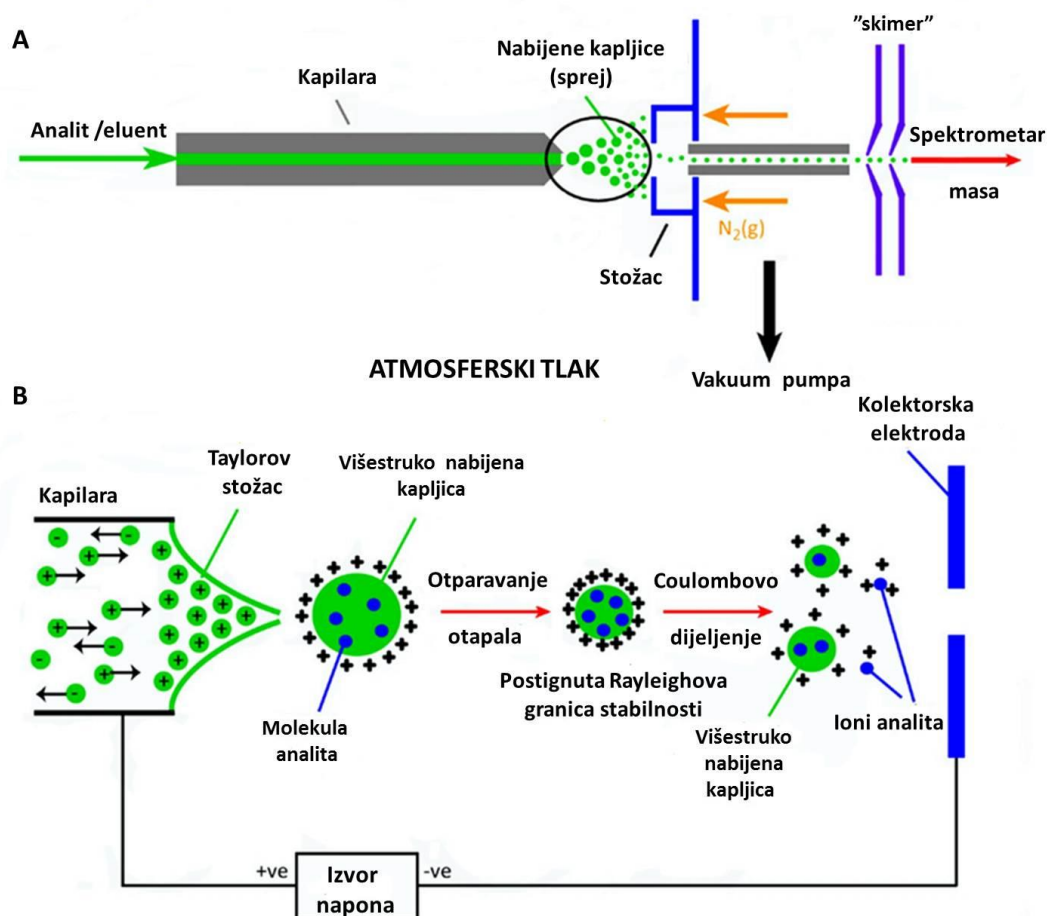 A
”skimer”
Nabijene kapljice
(sprej)
Kapilara
Analit /eluent
Spektrometar
masa
N2(g)
Stožac
ATMOSFERSKI TLAK
Vakuum pumpa
B
Kolektorska
elektroda
Taylorov
stožac
Višestruko nabijena
kapljica
Kapilara
Otparavanje
otapala
Coulombovo
dijeljenje
Postignuta Rayleighova
granica stabilnosti
Molekula
analita
Ioni analita
Višestruko
nabijena
kapljica
+ve
Izvor
napona
-ve